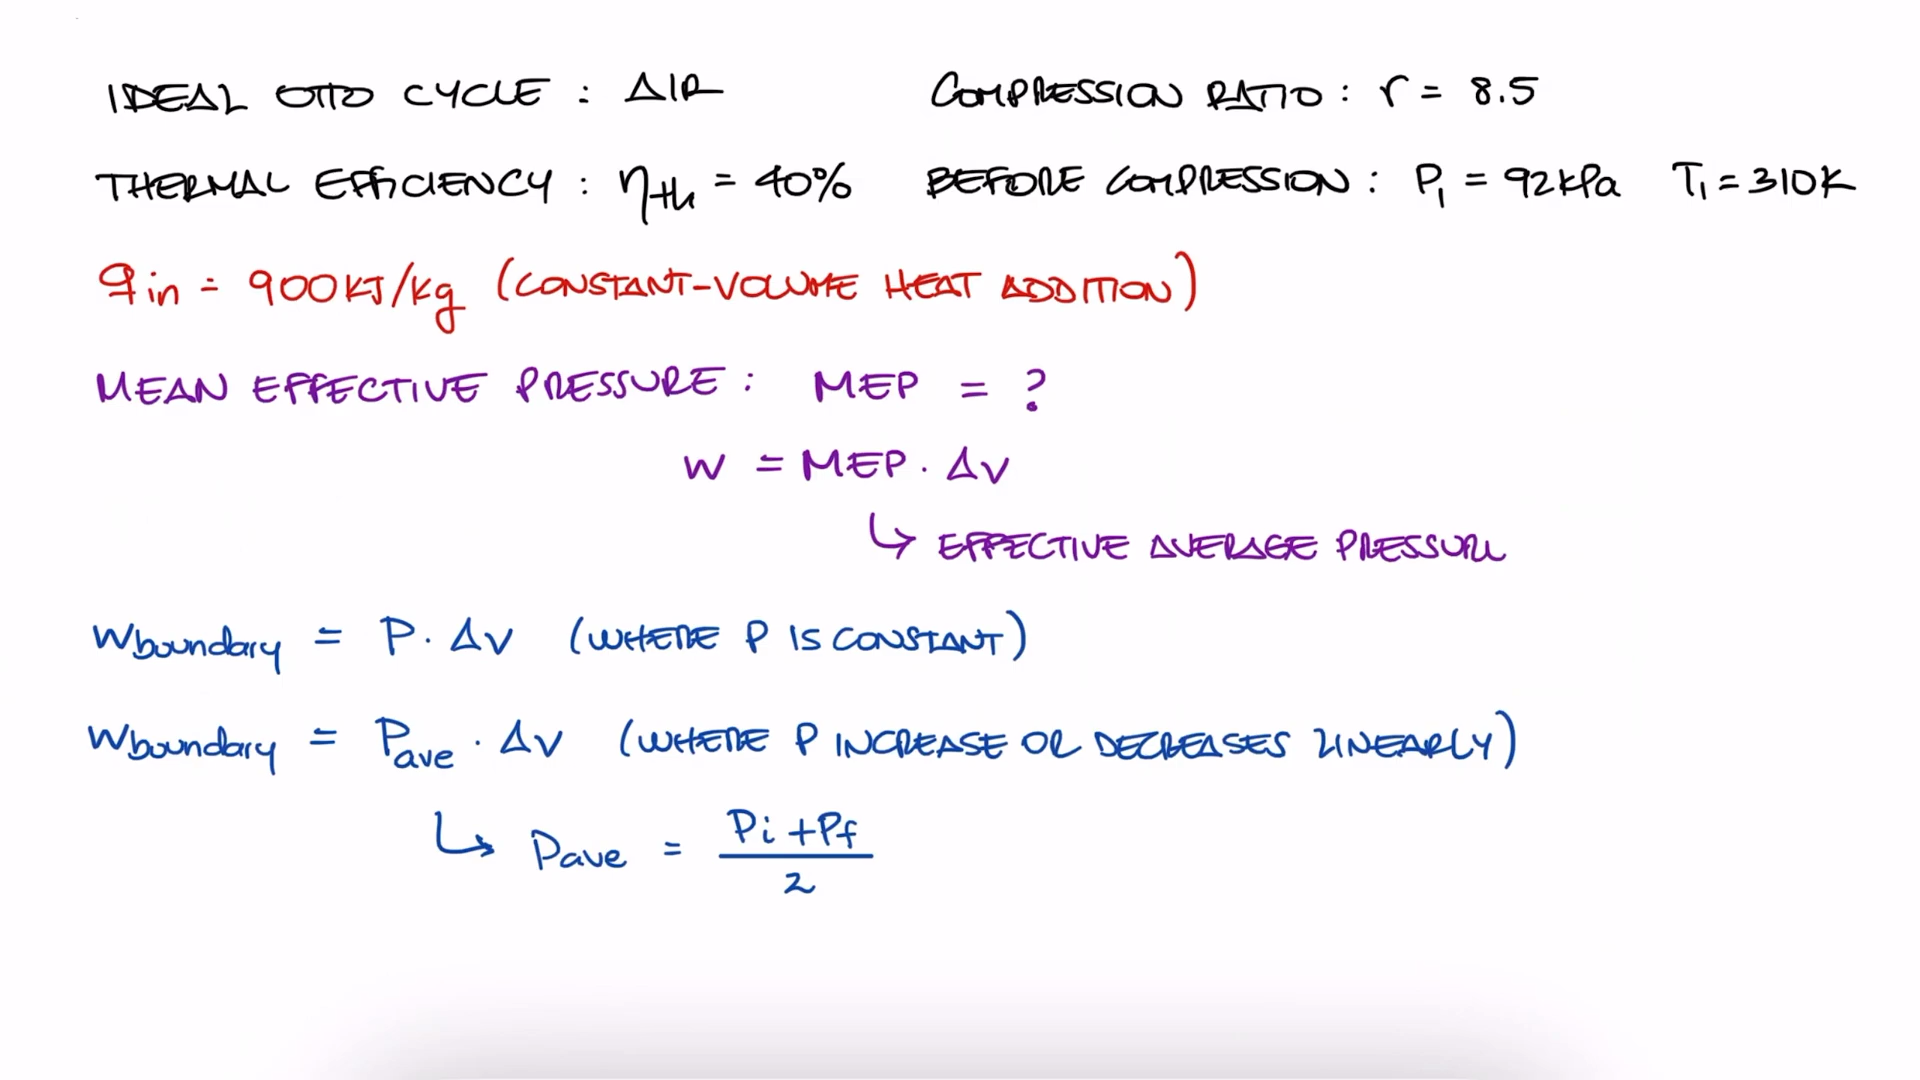 IDEAL OTTO CYCLE : AIR COMPRESSION RATIO : r = 8.5
THERMAL EFFICIENCY : ηth = 40% BEFORE COMPRESSION : P1 = 92kPa T1 = 310K
qin = 900kJ/kg (CONSTANT-VOLUME HEAT ADDITION)
MEAN EFFECTIVE PRESSURE : MEP = ?
w = MEP · Δv
↳ EFFECTIVE AVERAGE PRESSURE
wboundary = P · Δv (WHERE P IS CONSTANT)
wboundary = Pave · Δv (WHERE P INCREASE OR DECREASES LINEARLY)
↳ Pave = Pi + Pf
2